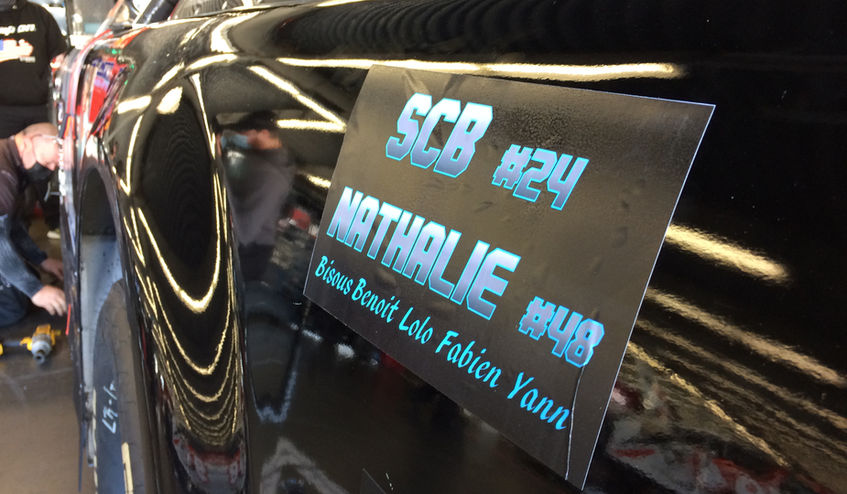 SCB #24
NATHALIE #48
Bisous Benoit Lolo Fabien Yann